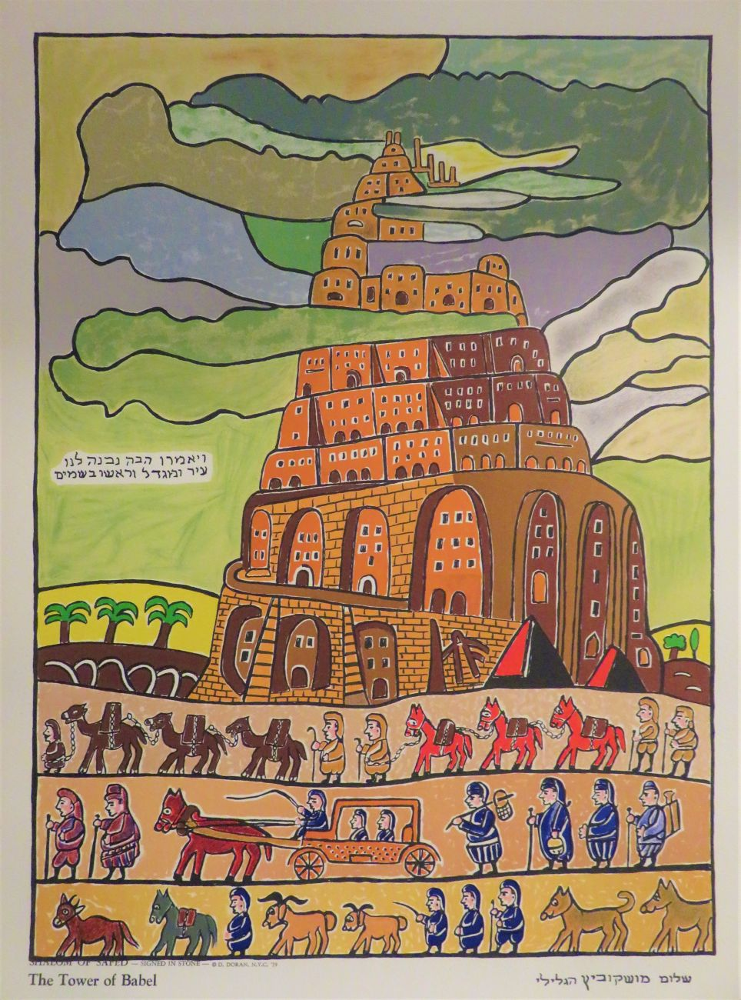 ויאמרו הבה נבנה לנו
עיר ומגדל וראשו בשמים
SHALOM OF SAFED — SIGNED IN STONE — © D. DORAN, N.Y.C. '79
The Tower of Babel
שלום מושקוביץ הגלילי